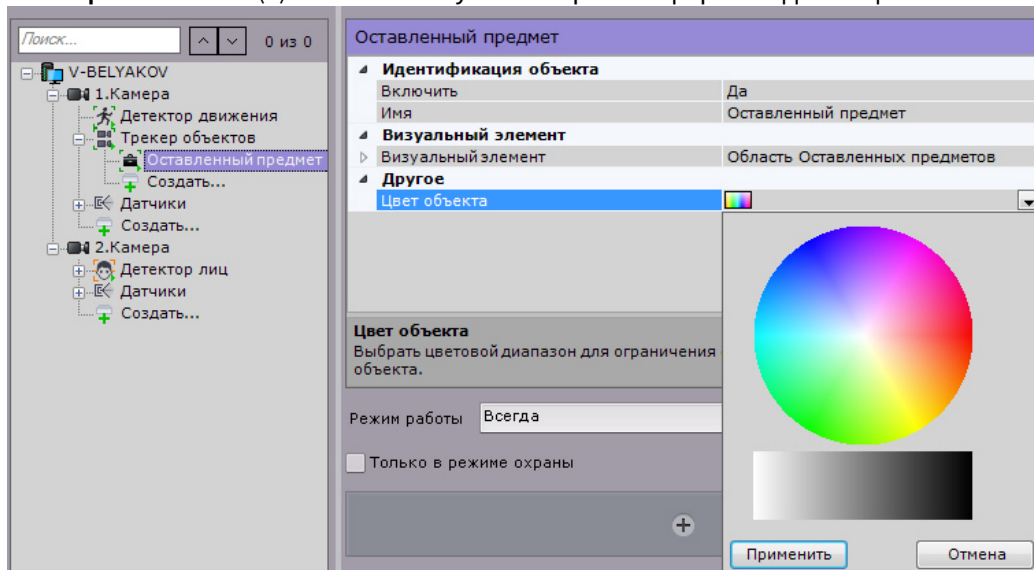 Поиск...
0 из 0
V-BELYAKOV
1.Камера
Детектор движения
Трекер объектов
Оставленный предмет
Создать...
Датчики
Создать...
2.Камера
Детектор лиц
Датчики
Создать...
Оставленный предмет
Идентификация объекта
Включить Да
Имя Оставленный предмет
Визуальный элемент
Визуальный элемент Область Оставленных предметов
Другое
Цвет объекта
Цвет объекта
Выбрать цветовой диапазон для ограничения
объекта.
Режим работы Всегда
Только в режиме охраны
Применить Отмена